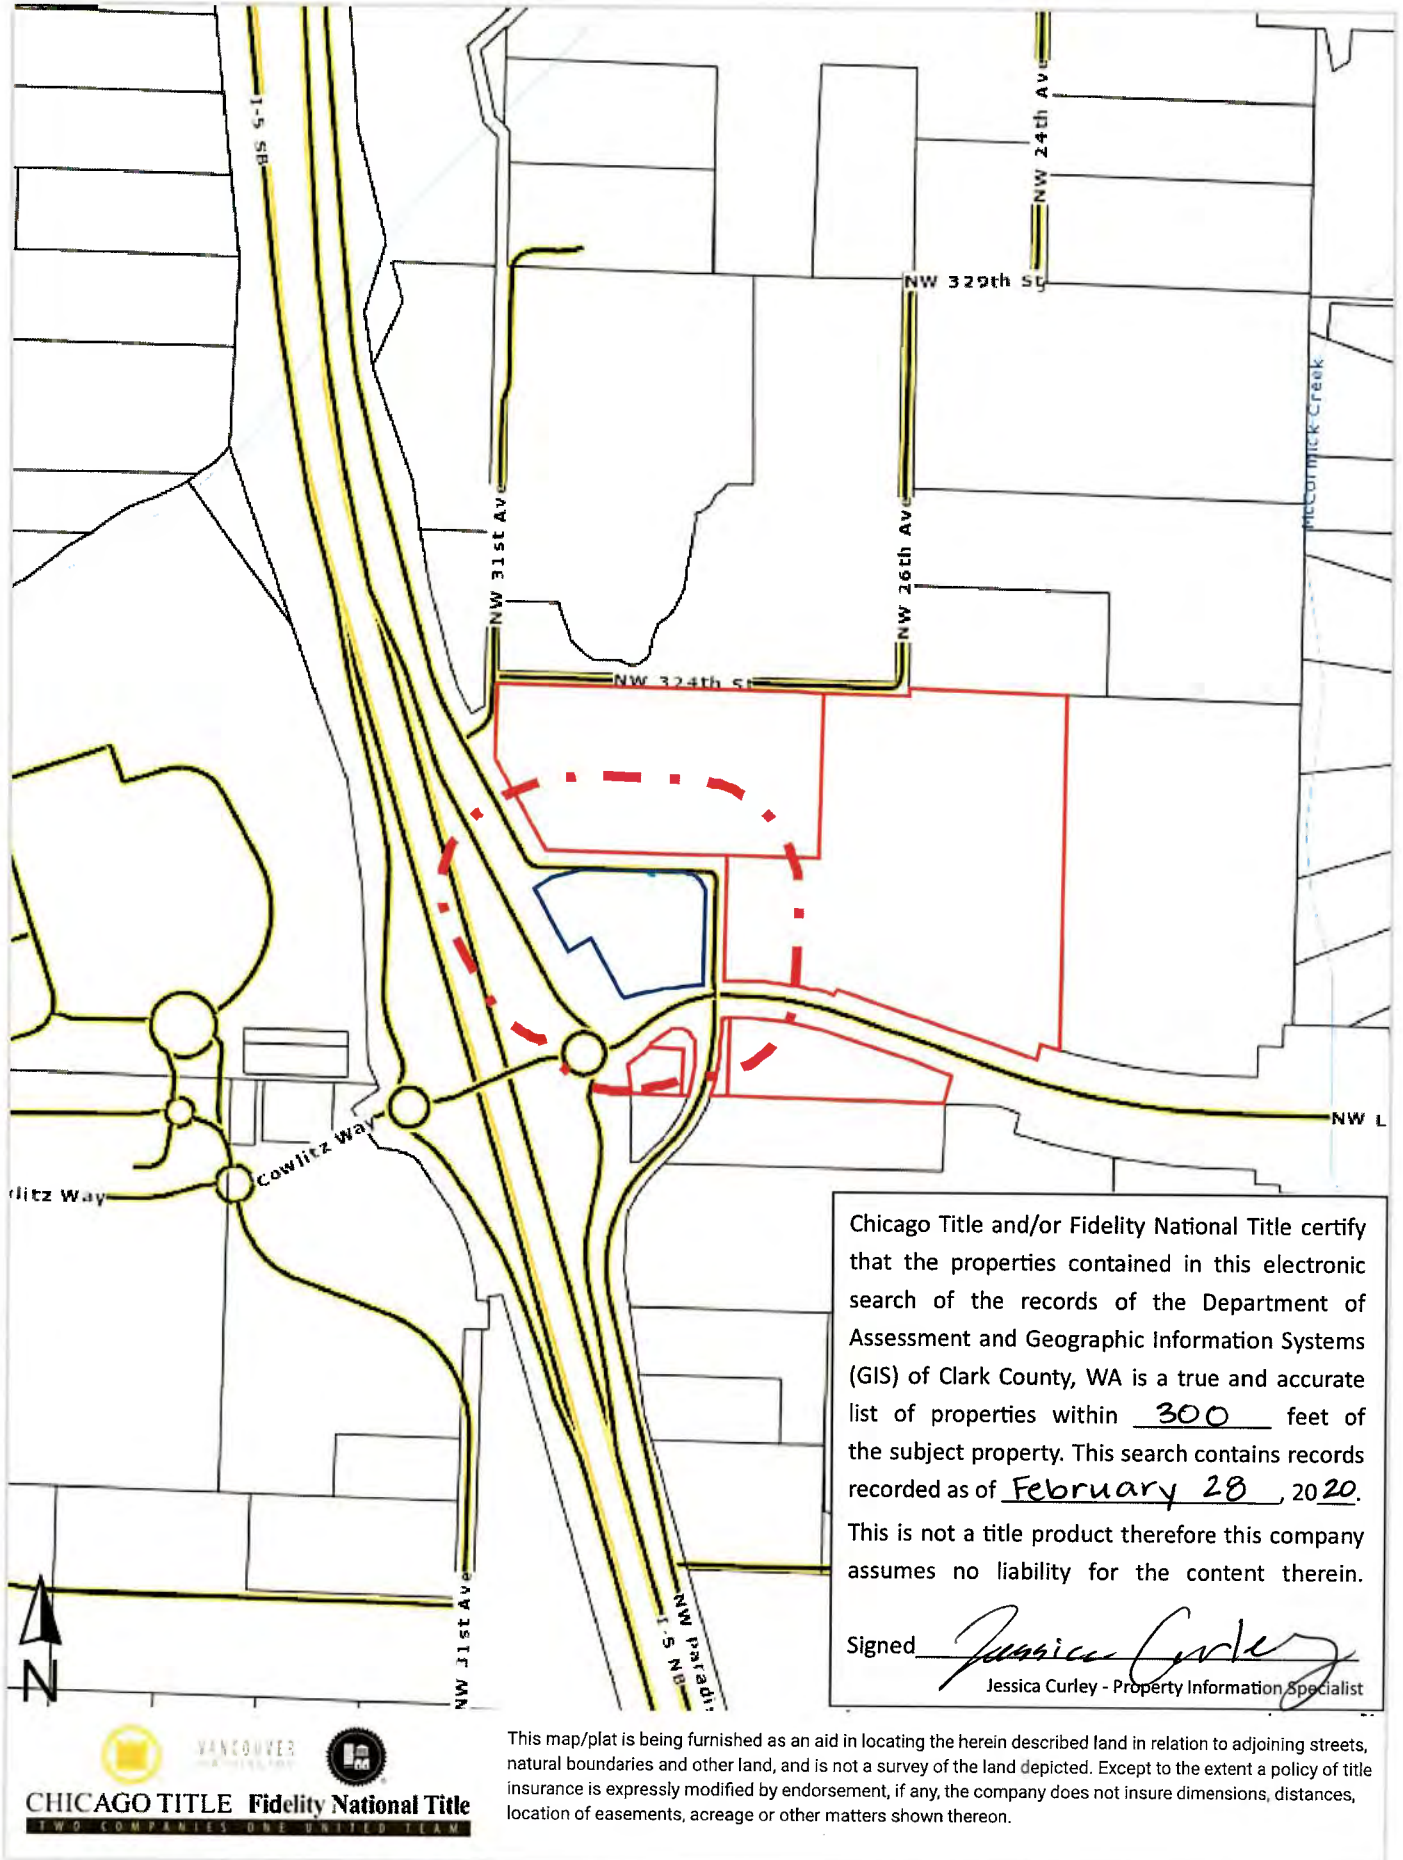 I-5 SB
NW 24th Ave
NW 329th St
McCormick Creek
NW 31st Ave
NW 26th Ave
NW 324th St
NW L
Cowlitz Way
litz Way
Chicago Title and/or Fidelity National Title certify
that the properties contained in this electronic
search of the records of the Department of
Assessment and Geographic Information Systems
(GIS) of Clark County, WA is a true and accurate
list of properties within 300 feet of
the subject property. This search contains records
recorded as of February 28, 2020.
This is not a title product therefore this company
assumes no liability for the content therein.
Signed Jessica Curley
Jessica Curley - Property Information Specialist
NW 31st Ave
I-5 NB
NW Paradis
N
VANCOUVER
WASHINGTON
CHICAGO TITLE Fidelity National Title
TWO COMPANIES ONE UNITED TEAM
This map/plat is being furnished as an aid in locating the herein described land in relation to adjoining streets,
natural boundaries and other land, and is not a survey of the land depicted. Except to the extent a policy of title
insurance is expressly modified by endorsement, if any, the company does not insure dimensions, distances,
location of easements, acreage or other matters shown thereon.